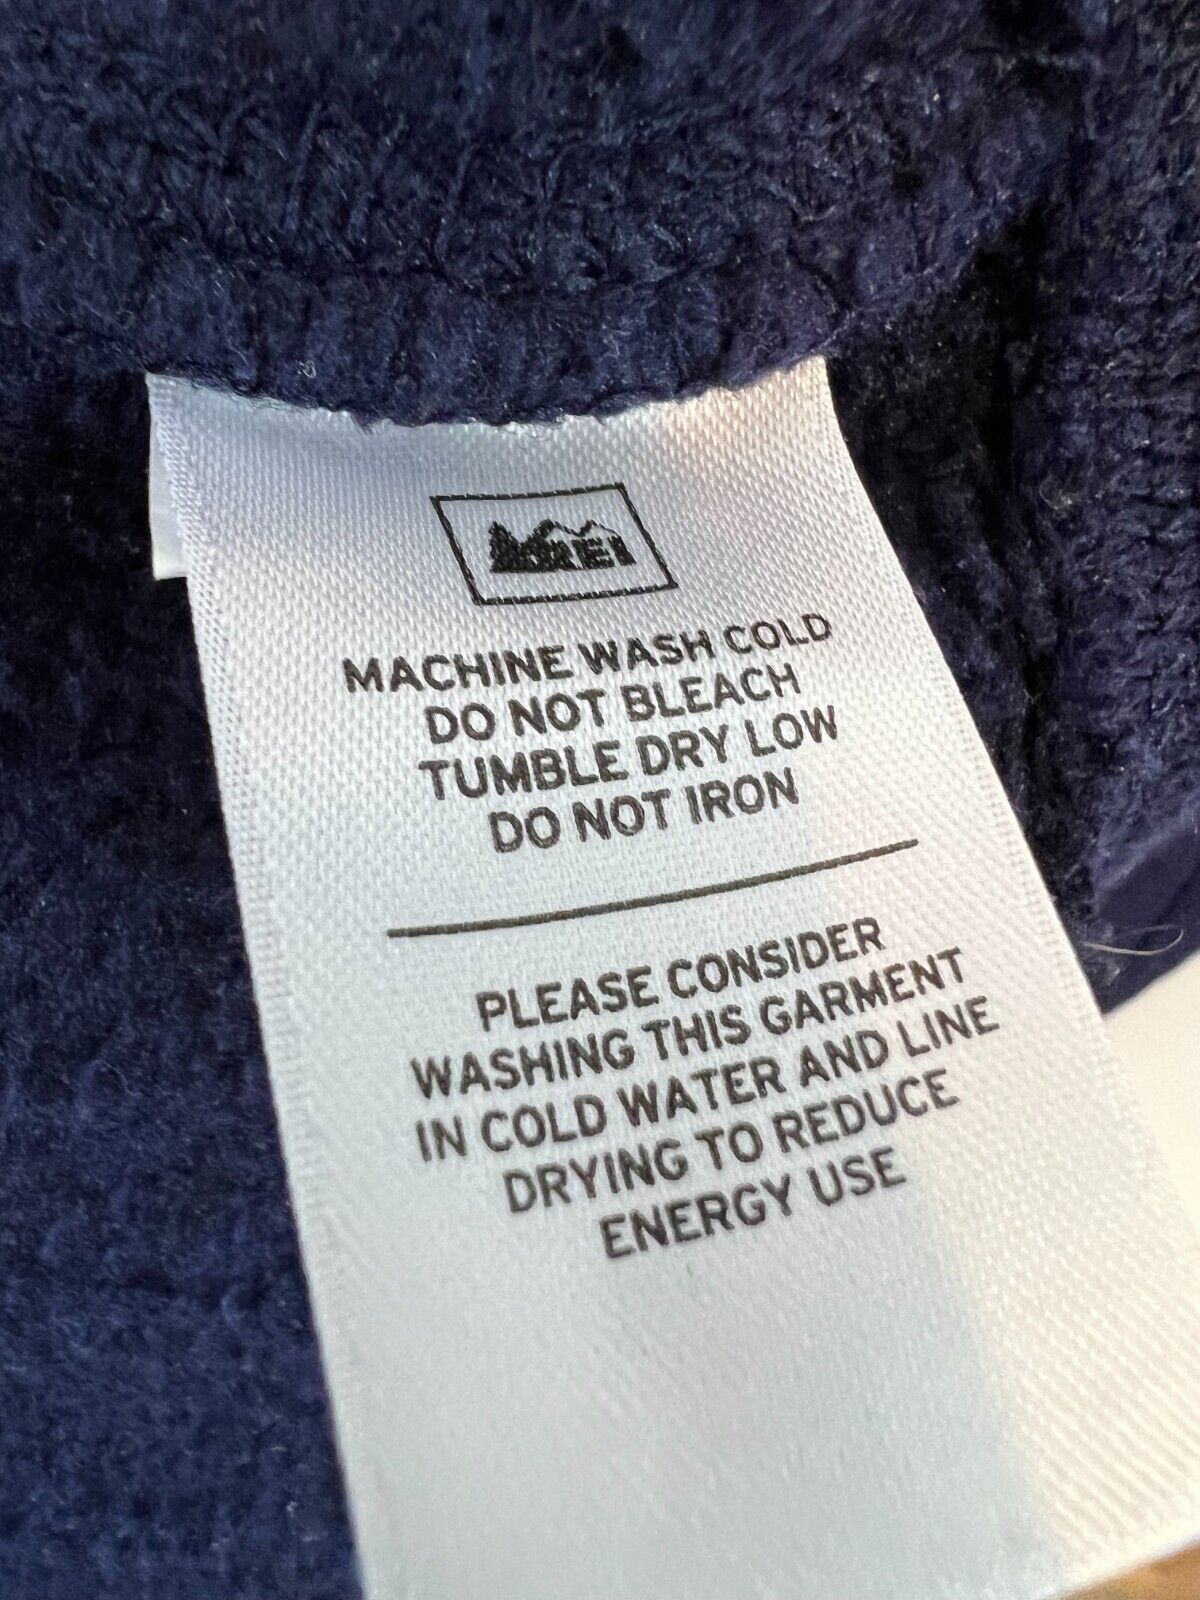 REI
MACHINE WASH COLD
DO NOT BLEACH
TUMBLE DRY LOW
DO NOT IRON
PLEASE CONSIDER
WASHING THIS GARMENT
IN COLD WATER AND LINE
DRYING TO REDUCE
ENERGY USE